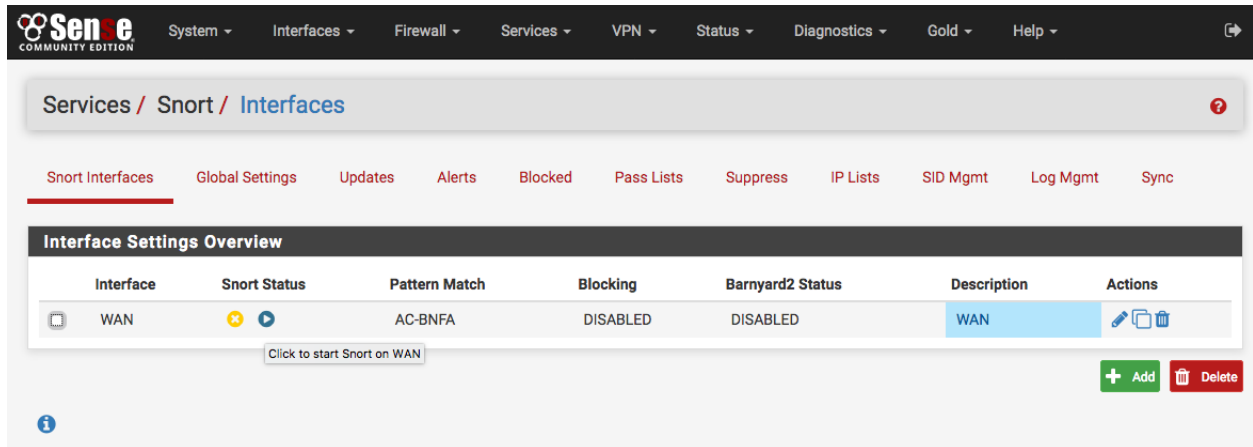 Sense
COMMUNITY EDITION
System Interfaces Firewall Services VPN Status Diagnostics Gold Help
Services / Snort / Interfaces
Snort Interfaces Global Settings Updates Alerts Blocked Pass Lists Suppress IP Lists SID Mgmt Log Mgmt Sync
Interface Settings Overview
Interface Snort Status Pattern Match Blocking Barnyard2 Status Description Actions
WAN AC-BNFA DISABLED DISABLED WAN
Click to start Snort on WAN
Add Delete